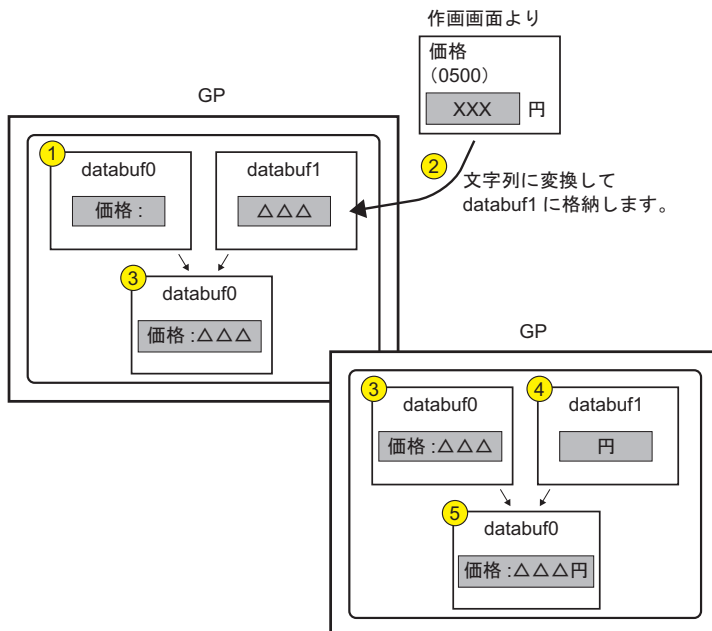 作画画面より
価格
(0500)
XXX 円
GP
1
databuf0
価格 :
databuf1
△△△
2
文字列に変換して
databuf1 に格納します。
3
databuf0
価格 :△△△
GP
3
databuf0
価格 :△△△
4
databuf1
円
5
databuf0
価格 :△△△円